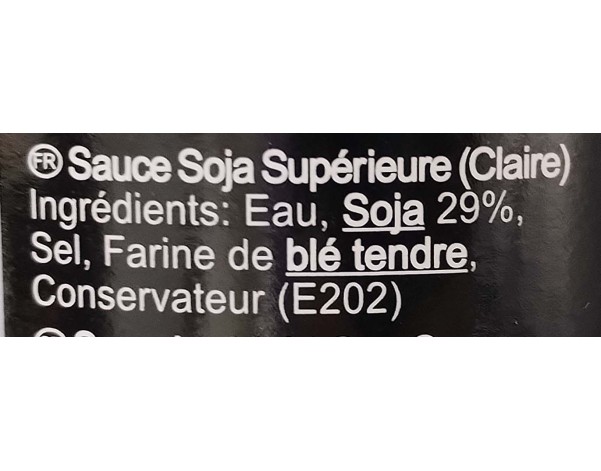 FR Sauce Soja Supérieure (Claire)
Ingrédients: Eau, Soja 29%,
Sel, Farine de blé tendre,
Conservateur (E202)